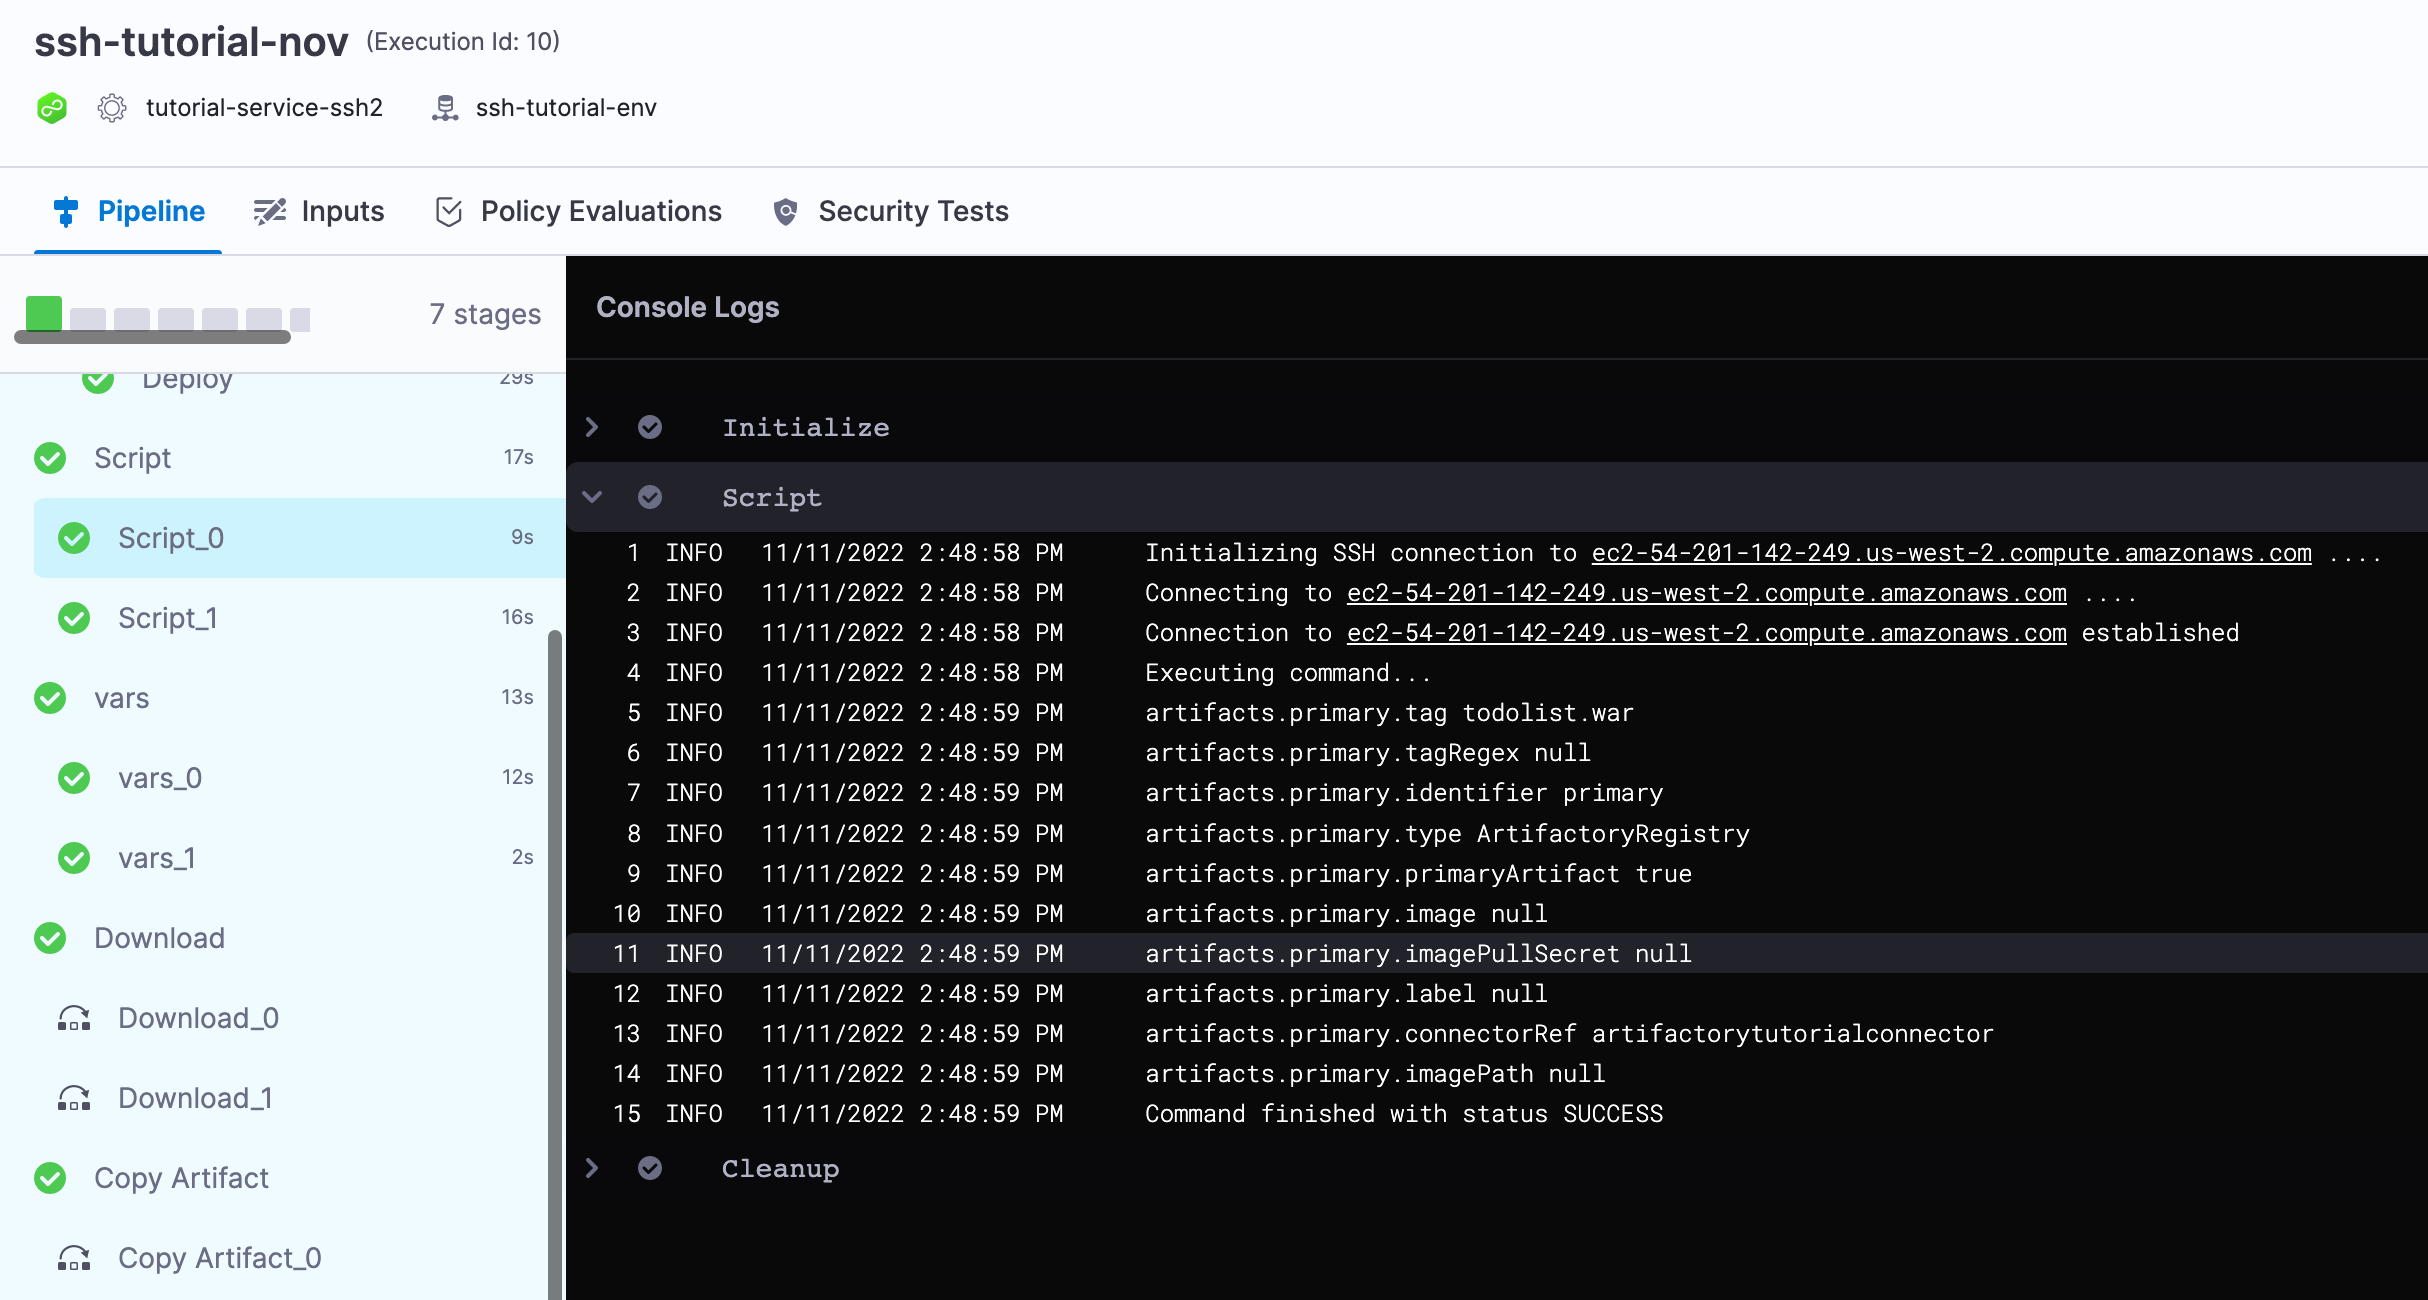 ssh-tutorial-nov (Execution Id: 10)
tutorial-service-ssh2 ssh-tutorial-env
Pipeline Inputs Policy Evaluations Security Tests
7 stages
Deploy 29s
Script 17s
Script_0 9s
Script_1 16s
vars 13s
vars_0 12s
vars_1 2s
Download
Download_0
Download_1
Copy Artifact
Copy Artifact_0
Console Logs
Initialize
Script
1 INFO 11/11/2022 2:48:58 PM Initializing SSH connection to ec2-54-201-142-249.us-west-2.compute.amazonaws.com ....
2 INFO 11/11/2022 2:48:58 PM Connecting to ec2-54-201-142-249.us-west-2.compute.amazonaws.com ....
3 INFO 11/11/2022 2:48:58 PM Connection to ec2-54-201-142-249.us-west-2.compute.amazonaws.com established
4 INFO 11/11/2022 2:48:58 PM Executing command...
5 INFO 11/11/2022 2:48:59 PM artifacts.primary.tag todolist.war
6 INFO 11/11/2022 2:48:59 PM artifacts.primary.tagRegex null
7 INFO 11/11/2022 2:48:59 PM artifacts.primary.identifier primary
8 INFO 11/11/2022 2:48:59 PM artifacts.primary.type ArtifactoryRegistry
9 INFO 11/11/2022 2:48:59 PM artifacts.primary.primaryArtifact true
10 INFO 11/11/2022 2:48:59 PM artifacts.primary.image null
11 INFO 11/11/2022 2:48:59 PM artifacts.primary.imagePullSecret null
12 INFO 11/11/2022 2:48:59 PM artifacts.primary.label null
13 INFO 11/11/2022 2:48:59 PM artifacts.primary.connectorRef artifactorytutorialconnector
14 INFO 11/11/2022 2:48:59 PM artifacts.primary.imagePath null
15 INFO 11/11/2022 2:48:59 PM Command finished with status SUCCESS
Cleanup